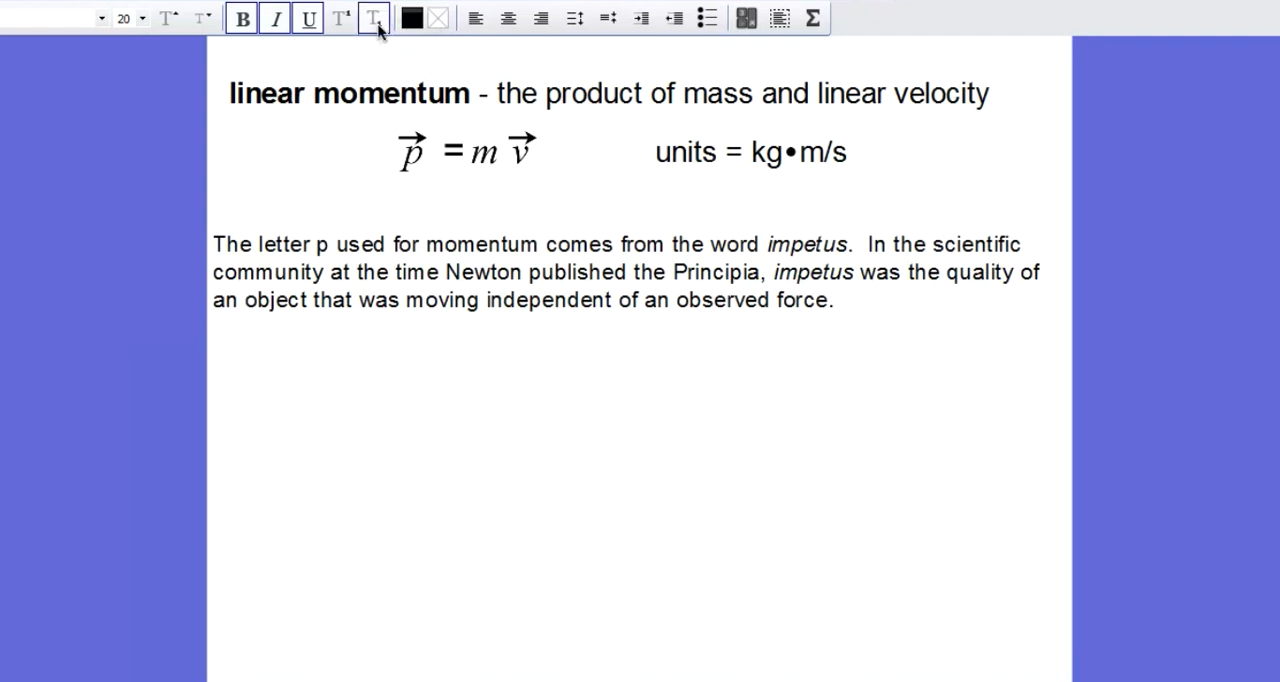 20 T T B I U T¹ T, Σ
linear momentum - the product of mass and linear velocity
p⃗ = m v⃗ units = kg•m/s
The letter p used for momentum comes from the word impetus. In the scientific
community at the time Newton published the Principia, impetus was the quality of
an object that was moving independent of an observed force.